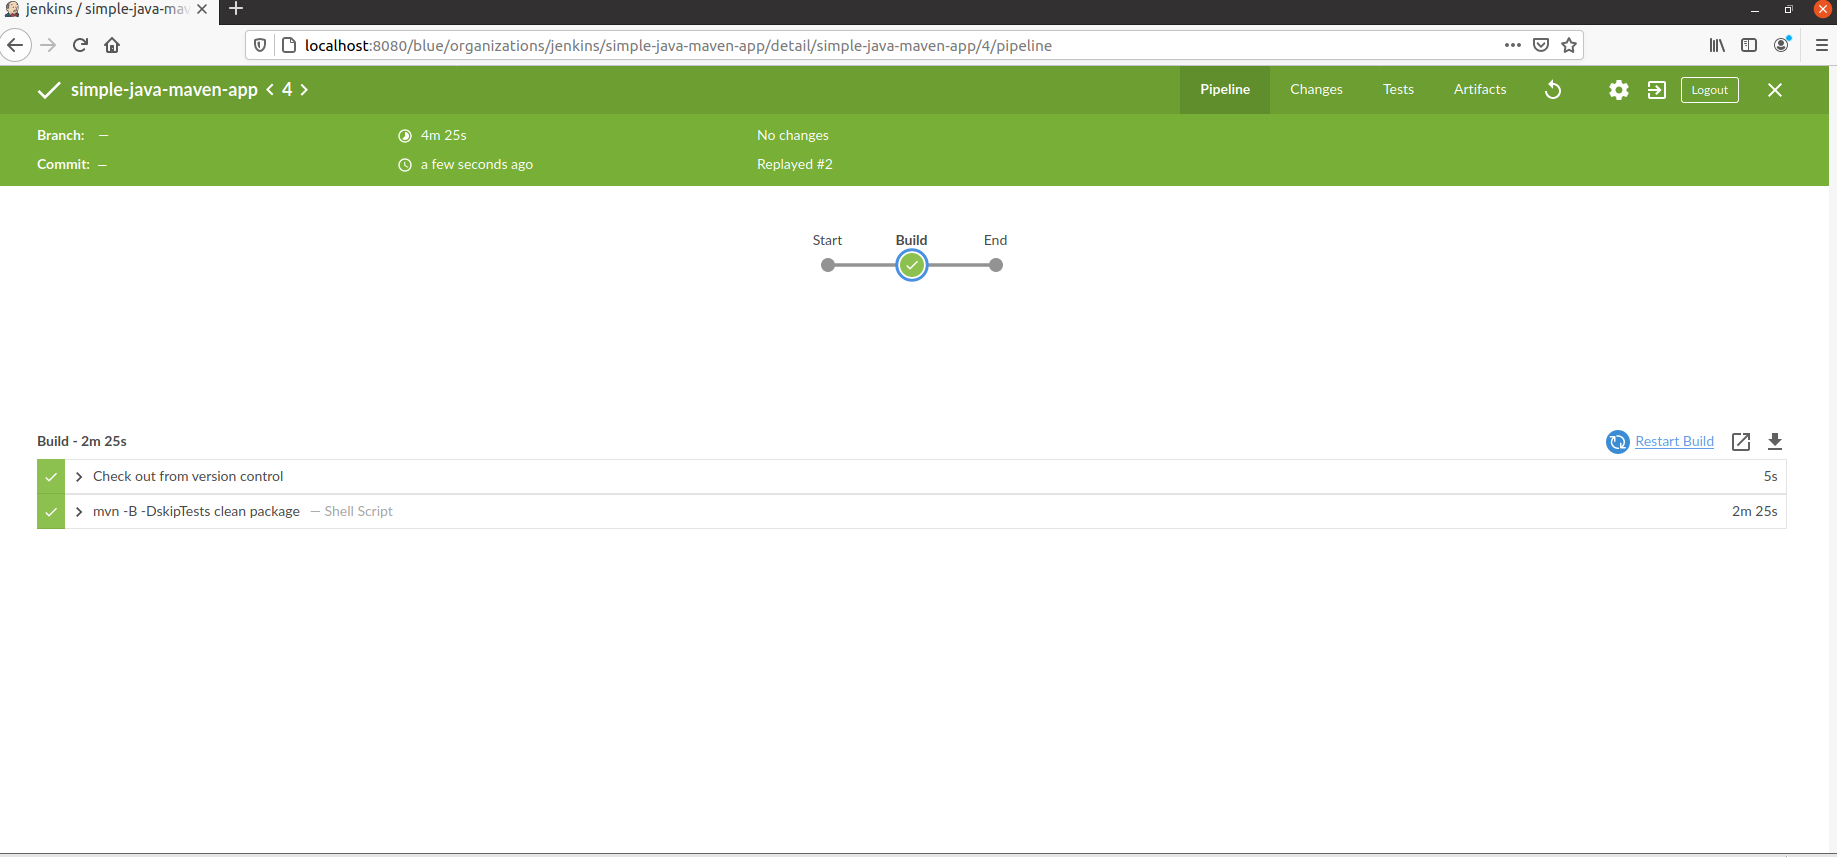 jenkins / simple-java-mav
localhost:8080/blue/organizations/jenkins/simple-java-maven-app/detail/simple-java-maven-app/4/pipeline
simple-java-maven-app < 4 >
Pipeline Changes Tests Artifacts Logout
Branch: — 4m 25s No changes
Commit: — a few seconds ago Replayed #2
Start Build End
Build - 2m 25s Restart Build
Check out from version control 5s
mvn -B -DskipTests clean package — Shell Script 2m 25s